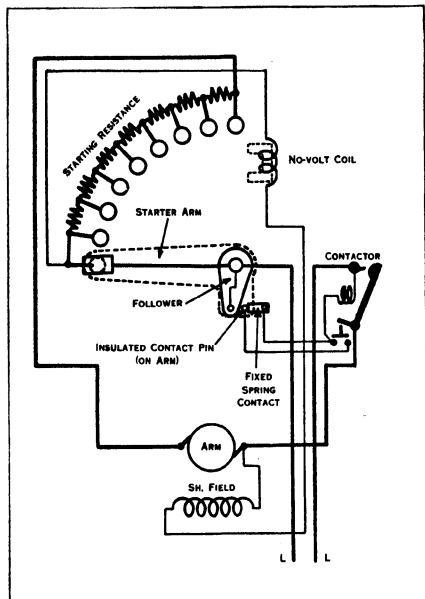 STARTING RESISTANCE
NO-VOLT COIL
STARTER ARM
CONTACTOR
FOLLOWER
INSULATED CONTACT PIN
(ON ARM)
FIXED
SPRING
CONTACT
ARM
SH. FIELD
L L